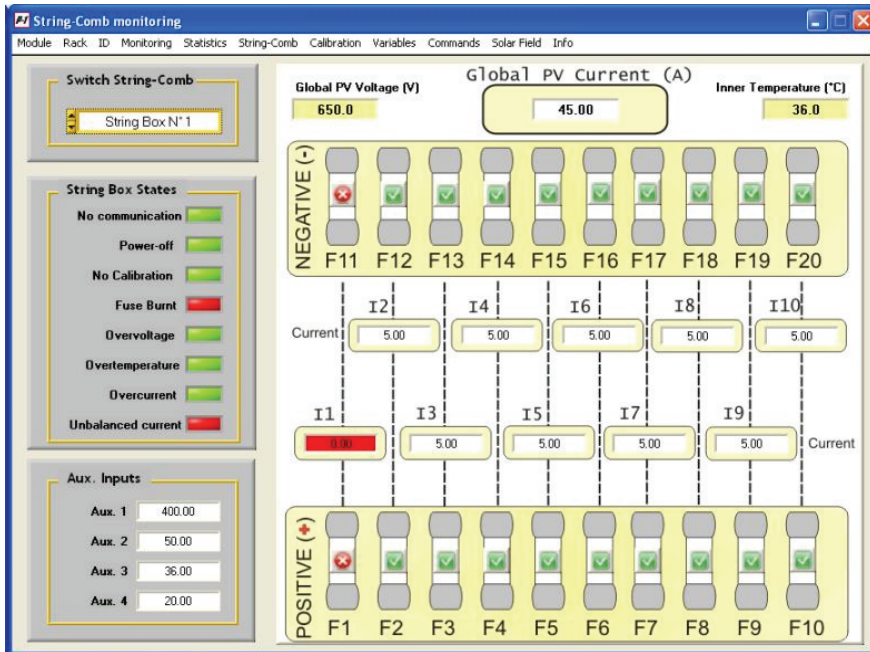 String-Comb monitoring
Module Rack ID Monitoring Statistics String-Comb Calibration Variables Commands Solar Field Info
Switch String-Comb
String Box N°1
String Box States
No communication
Power-off
No Calibration
Fuse Burnt
Overvoltage
Overtemperature
Overcurrent
Unbalanced current
Aux. Inputs
Aux. 1 400.00
Aux. 2 50.00
Aux. 3 36.00
Aux. 4 20.00
Global PV Voltage (V)
650.0
Global PV Current (A)
45.00
Inner Temperature (°C)
36.0
NEGATIVE (-)
F11 F12 F13 F14 F15 F16 F17 F18 F19 F20
I2 I4 I6 I8 I10
Current 5.00 5.00 5.00 5.00 5.00
I1 I3 I5 I7 I9
0.00 5.00 5.00 5.00 5.00 Current
POSITIVE (+)
F1 F2 F3 F4 F5 F6 F7 F8 F9 F10